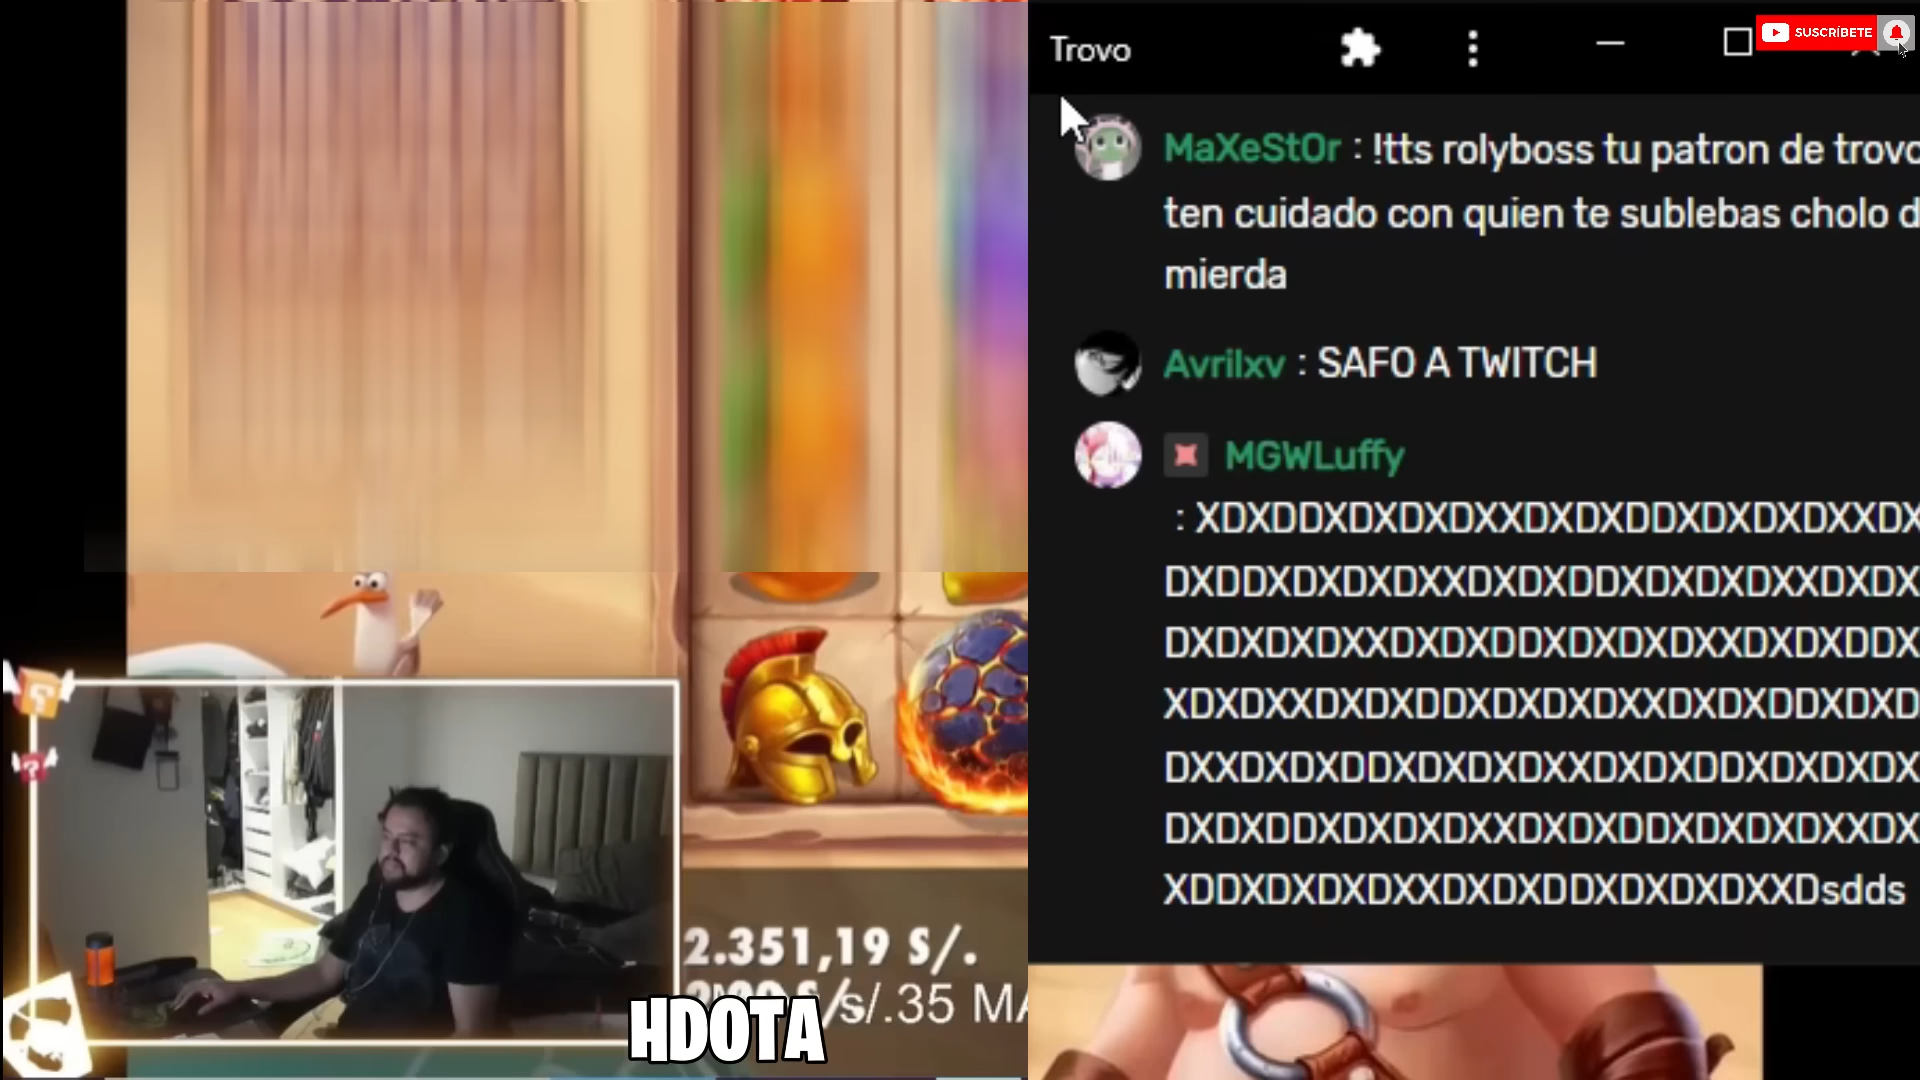 Trovo
SUSCRÍBETE
MaXeStOr : !tts rolyboss tu patron de trovo
ten cuidado con quien te sublebas cholo d
mierda
Avrilxv : SAFO A TWITCH
MGWLuffy
: XDXDDXDXDXDXXDXDXDDXDXDXDXXDX
DXDDXDXDXDXXDXDXDDXDXDXDXXDXDX
DXDXDXDXXDXDXDDXDXDXDXXDXDXDDX
XDXDXXDXDXDDXDXDXDXXDXDXDDXDXD
DXXDXDXDDXDXDXDXXDXDXDDXDXDXDX
DXDXDDXDXDXDXXDXDXDDXDXDXDXXDX
XDDXDXDXDXXDXDXDDXDXDXDXXDsdds
2.351,19 S/.
s/.35
HDOTA